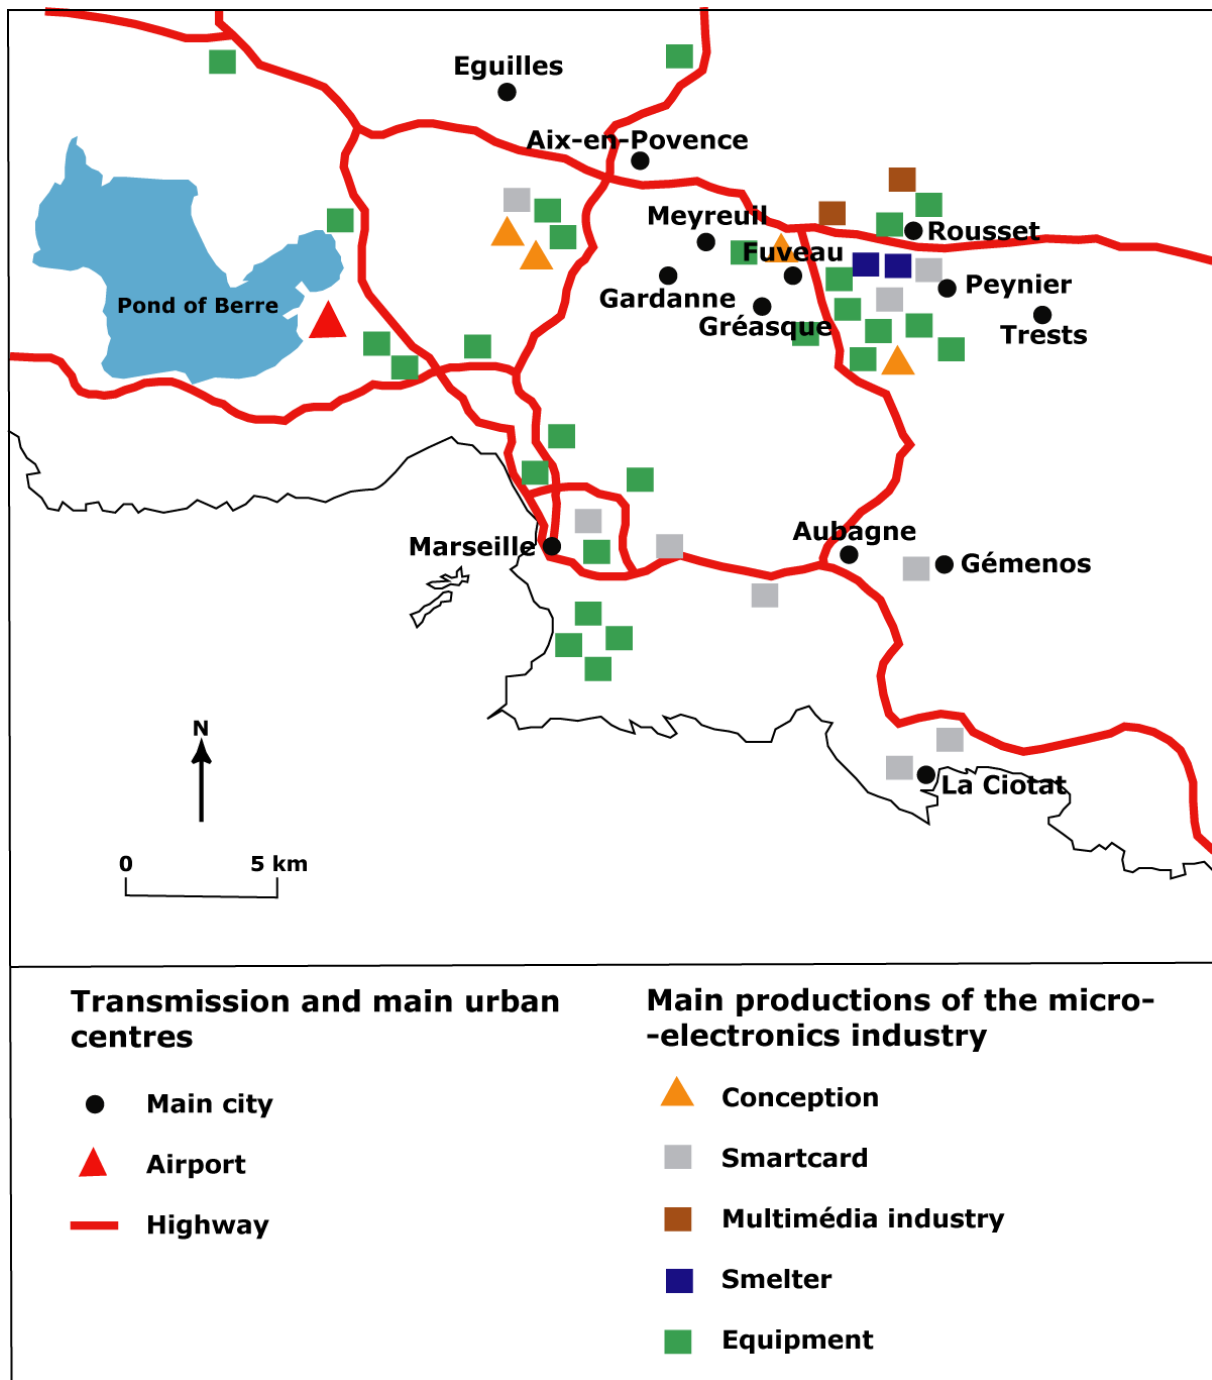 Eguilles
Aix-en-Povence
Meyreuil
Rousset
Fuveau
Peynier
Gardanne
Pond of Berre
Gréasque
Trests
Aubagne
Marseille
Gémenos
N
La Ciotat
0 5 km
Transmission and main urban
centres
Main city
Airport
Highway
Main productions of the micro-
-electronics industry
Conception
Smartcard
Multimédia industry
Smelter
Equipment